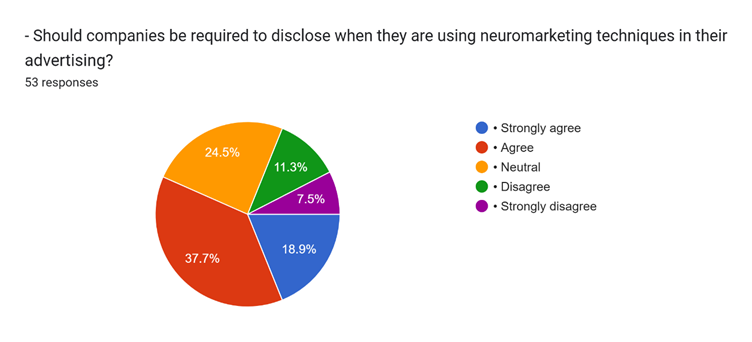 - Should companies be required to disclose when they are using neuromarketing techniques in their
advertising?
53 responses
24.5%
11.3%
7.5%
18.9%
37.7%
• Strongly agree
• Agree
• Neutral
• Disagree
• Strongly disagree